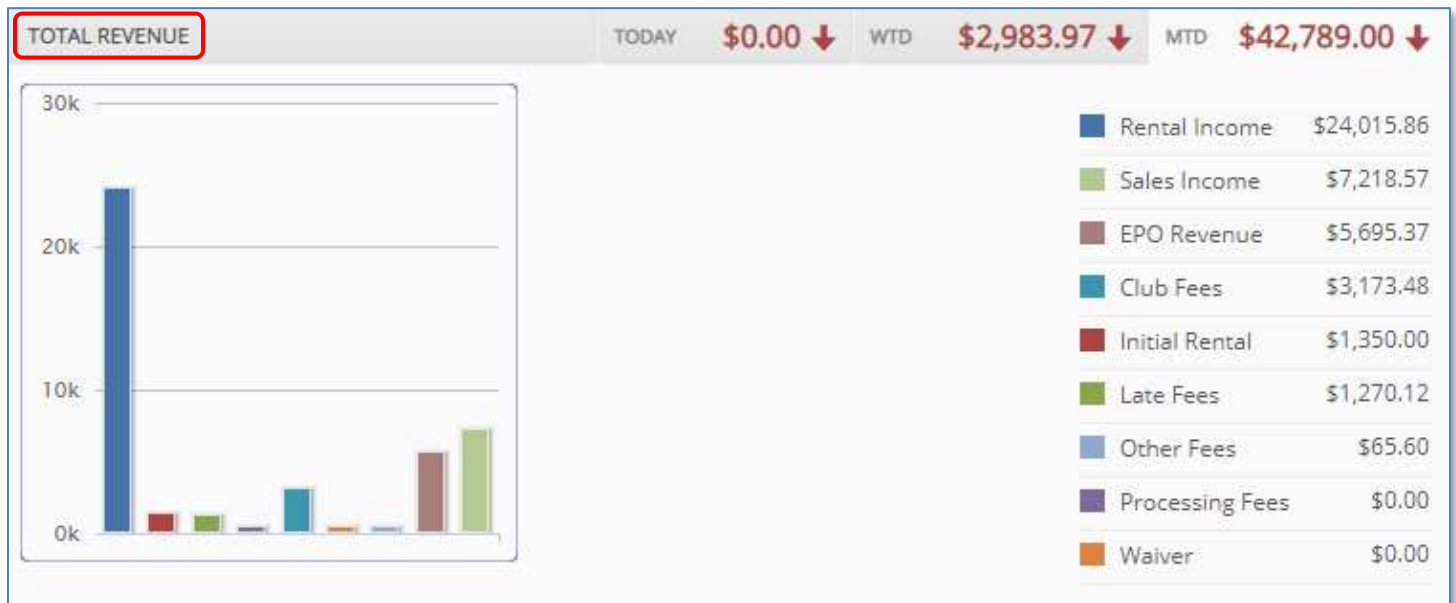 TOTAL REVENUE TODAY $0.00 WTD $2,983.97 MTD $42,789.00
30k
20k
10k
0k
Rental Income $24,015.86
Sales Income $7,218.57
EPO Revenue $5,695.37
Club Fees $3,173.48
Initial Rental $1,350.00
Late Fees $1,270.12
Other Fees $65.60
Processing Fees $0.00
Waiver $0.00